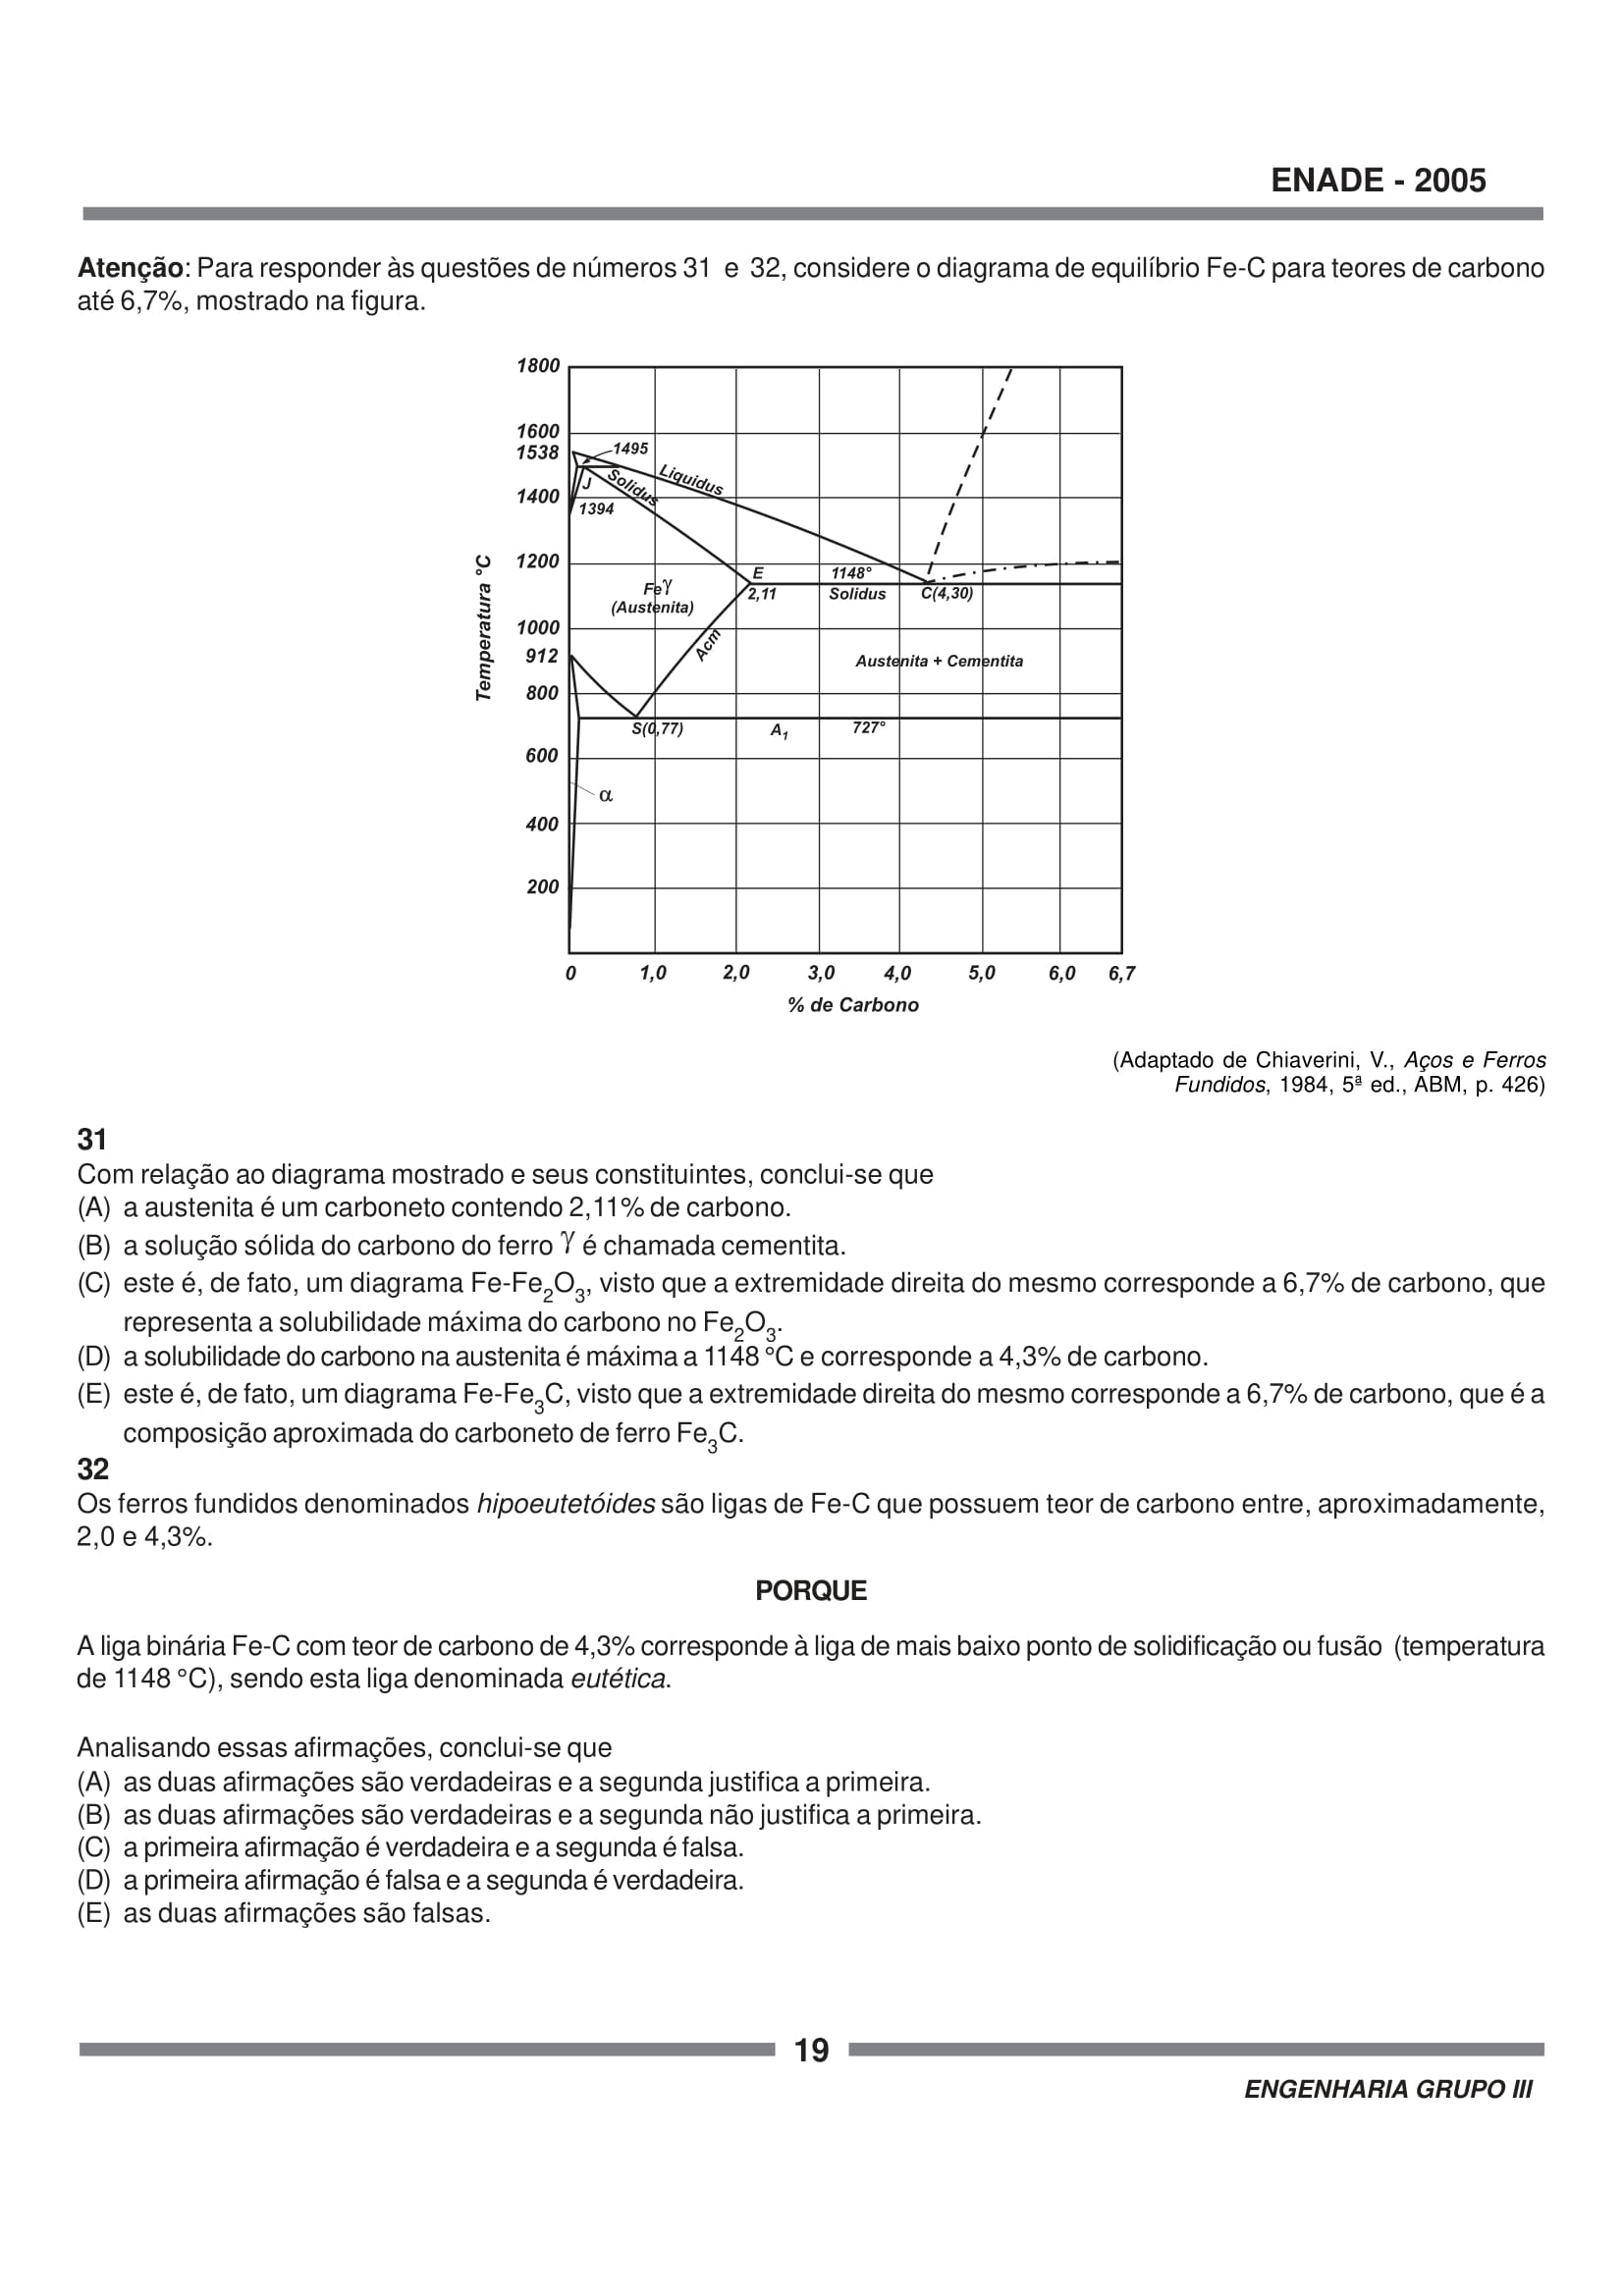 ENADE - 2005
Atenção: Para responder às questões de números 31 e 32, considere o diagrama de equilíbrio Fe-C para teores de carbono
até 6,7%, mostrado na figura.
1800
1600
1538
1495
Liquidus
Solidus
J
1400
1394
1200
E
1148°
Feγ
2,11
Solidus
C(4,30)
(Austenita)
1000
Acm
912
Austenita + Cementita
800
S(0,77)
A1
727°
600
α
400
200
Temperatura °C
0 1,0 2,0 3,0 4,0 5,0 6,0 6,7
% de Carbono
(Adaptado de Chiaverini, V., Aços e Ferros
Fundidos, 1984, 5ª ed., ABM, p. 426)
31
Com relação ao diagrama mostrado e seus constituintes, conclui-se que
(A) a austenita é um carboneto contendo 2,11% de carbono.
(B) a solução sólida do carbono do ferro γ é chamada cementita.
(C) este é, de fato, um diagrama Fe-Fe2O3, visto que a extremidade direita do mesmo corresponde a 6,7% de carbono, que
representa a solubilidade máxima do carbono no Fe2O3.
(D) a solubilidade do carbono na austenita é máxima a 1148 °C e corresponde a 4,3% de carbono.
(E) este é, de fato, um diagrama Fe-Fe3C, visto que a extremidade direita do mesmo corresponde a 6,7% de carbono, que é a
composição aproximada do carboneto de ferro Fe3C.
32
Os ferros fundidos denominados hipoeutetóides são ligas de Fe-C que possuem teor de carbono entre, aproximadamente,
2,0 e 4,3%.
PORQUE
A liga binária Fe-C com teor de carbono de 4,3% corresponde à liga de mais baixo ponto de solidificação ou fusão (temperatura
de 1148 °C), sendo esta liga denominada eutética.
Analisando essas afirmações, conclui-se que
(A) as duas afirmações são verdadeiras e a segunda justifica a primeira.
(B) as duas afirmações são verdadeiras e a segunda não justifica a primeira.
(C) a primeira afirmação é verdadeira e a segunda é falsa.
(D) a primeira afirmação é falsa e a segunda é verdadeira.
(E) as duas afirmações são falsas.
19
ENGENHARIA GRUPO III